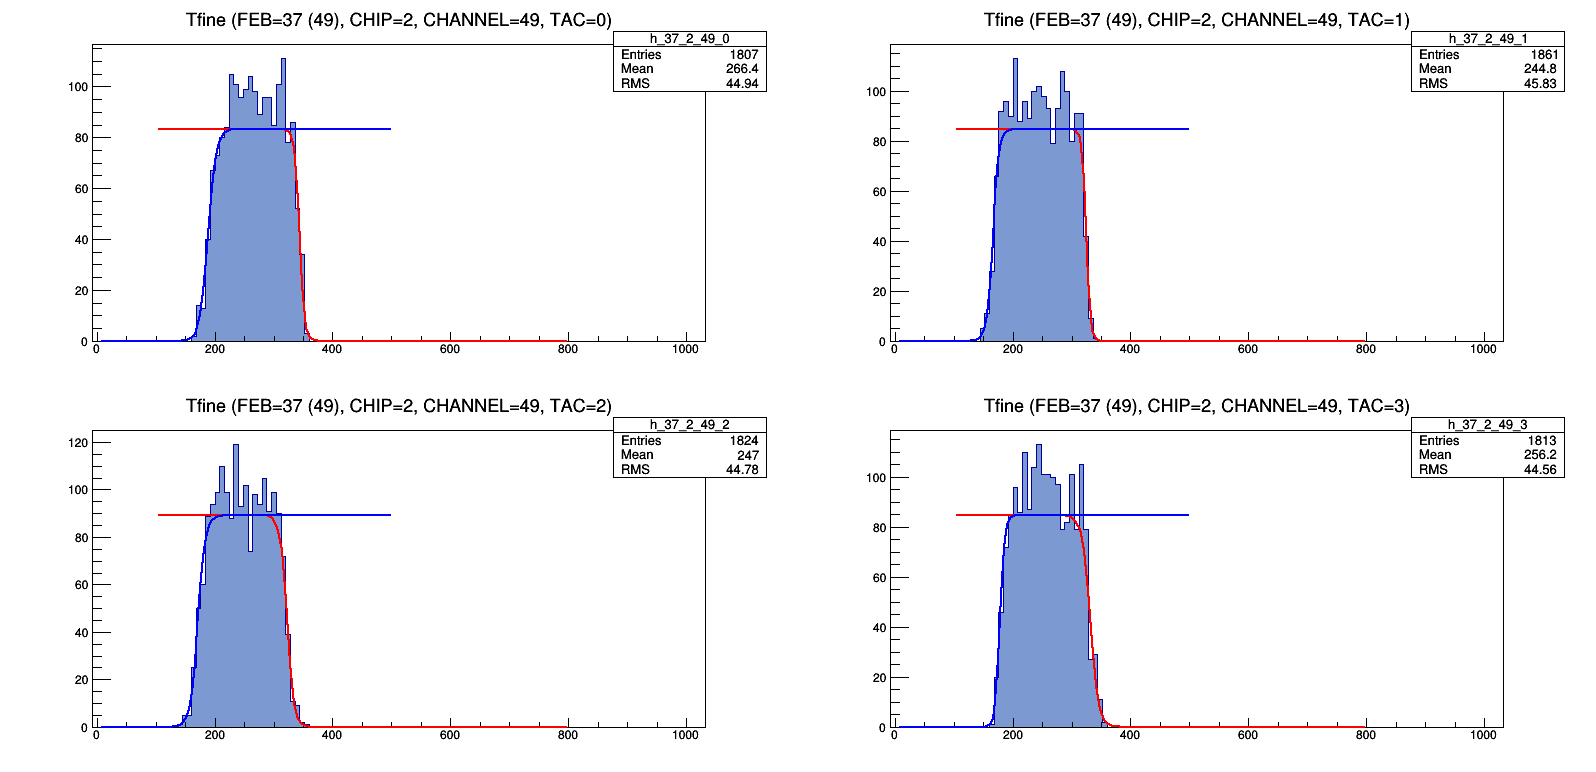 Tfine (FEB=37 (49), CHIP=2, CHANNEL=49, TAC=0)
h_37_2_49_0
Entries 1807
Mean 266.4
RMS 44.94
100
80
60
40
20
0
0 200 400 600 800 1000
Tfine (FEB=37 (49), CHIP=2, CHANNEL=49, TAC=1)
h_37_2_49_1
Entries 1861
Mean 244.8
RMS 45.83
100
80
60
40
20
0
0 200 400 600 800 1000
Tfine (FEB=37 (49), CHIP=2, CHANNEL=49, TAC=2)
h_37_2_49_2
Entries 1824
Mean 247
RMS 44.78
120
100
80
60
40
20
0
0 200 400 600 800 1000
Tfine (FEB=37 (49), CHIP=2, CHANNEL=49, TAC=3)
h_37_2_49_3
Entries 1813
Mean 256.2
RMS 44.56
100
80
60
40
20
0
0 200 400 600 800 1000